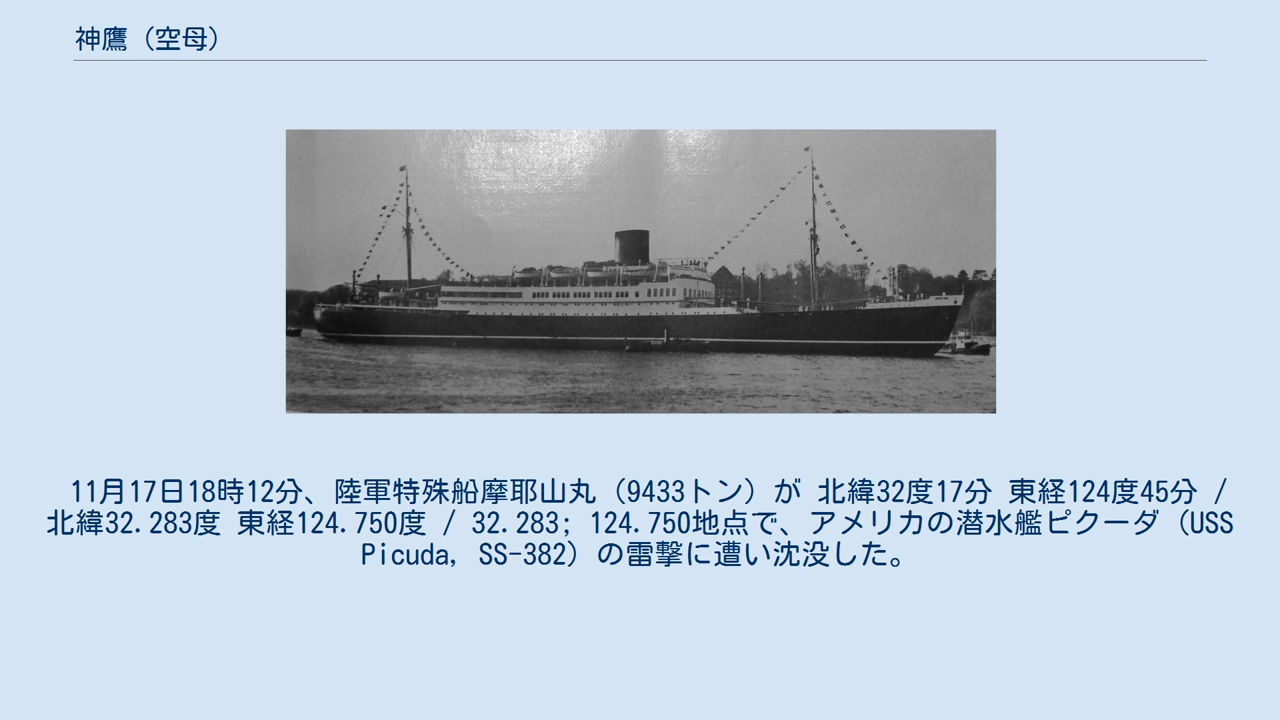 神鷹（空母）
11月17日18時12分、陸軍特殊船摩耶山丸（9433トン）が 北緯32度17分 東経124度45分 /
北緯32.283度 東経124.750度 / 32.283; 124.750地点で、アメリカの潜水艦ピクーダ（USS
Picuda, SS-382）の雷撃に遭い沈没した。